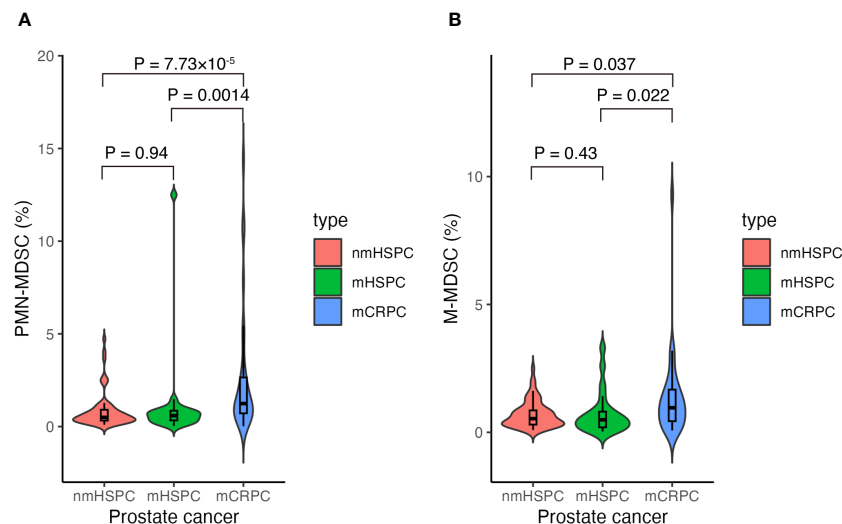 A
B
20
15
10
5
0
PMN-MDSC (%)
P = 7.73×10⁻⁵
P = 0.0014
P = 0.94
nmHSPC mHSPC mCRPC
Prostate cancer
type
nmHSPC
mHSPC
mCRPC
10
5
0
M-MDSC (%)
P = 0.037
P = 0.022
P = 0.43
nmHSPC mHSPC mCRPC
Prostate cancer
type
nmHSPC
mHSPC
mCRPC